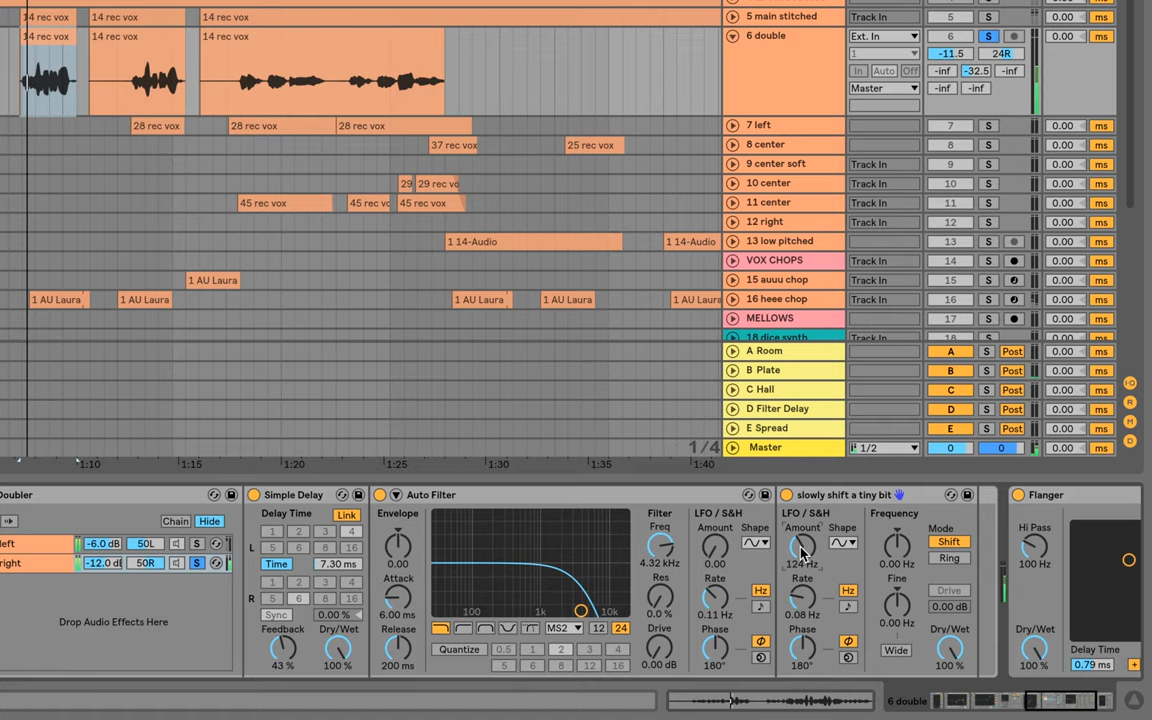 14 rec vox 14 rec vox 14 rec vox 5 main stitched Track In 5 S 0.00 ms
14 rec vox 14 rec vox 14 rec vox 6 double Ext. In 6 S 0.00 ms
1 -11.5 24R
In Auto Off -inf -32.5 -inf
Master -inf -inf
28 rec vox 28 rec vox 28 rec vox 7 left 7 S 0.00 ms
37 rec vox 25 rec vox 8 center 8 S 0.00 ms
9 center soft Track In 9 S 0.00 ms
29 29 rec vo 10 center Track In 10 S 0.00 ms
45 rec vox 45 rec vo 45 rec vox 11 center Track In 11 S 0.00 ms
12 right Track In 12 S 0.00 ms
1 14-Audio 1 14-Audio 13 low pitched 13 S 0.00 ms
VOX CHOPS Track In 14 S 0.00 ms
1 AU Laura 15 auuu chop Track In 15 S 0.00 ms
1 AU Laura 1 AU Laura 1 AU Laura 1 AU Laura 1 AU Laura 16 heee chop Track In 16 S 0.00 ms
MELLOWS 17 S 0.00 ms
18 dice synth Track In 18 S
A Room A S Post 0.00 ms
B Plate B S Post 0.00 ms
C Hall C S Post 0.00 ms
D Filter Delay D S Post 0.00 ms
E Spread E S Post 0.00 ms
1/4 Master 1/2 0 0 0.00 ms
1:10 1:15 1:20 1:25 1:30 1:35 1:40
I·O
R
M
D
Doubler Simple Delay Auto Filter slowly shift a tiny bit Flanger
Chain Hide
left -6.0 dB 50L S
right -12.0 dB 50R S
Drop Audio Effects Here
Delay Time Link
1 2 3 4
L
5 6 8 16
Time 7.30 ms
1 2 3 4
R
5 6 8 16
Sync 0.00 %
Feedback Dry/Wet
43 % 100 %
Envelope
0.00
Attack
6.00 ms
Release
200 ms
100 1k 10k
MS2 12 24
Quantize 0.5 1 2 3 4
5 6 8 12 16
Filter
Freq
4.32 kHz
Res
0.0 %
Drive
0.00 dB
LFO / S&H
Amount Shape
0.00
Rate Hz
0.11 Hz
Phase
180°
LFO / S&H
Amount Shape
124 Hz
Rate Hz
0.08 Hz
Phase
180°
Frequency
0.00 Hz
Fine
0.00 Hz
Wide
Mode
Shift
Ring
Drive
0.00 dB
Dry/Wet
100 %
Hi Pass
100 Hz
Dry/Wet
100 %
Delay Time
0.79 ms
+
6 double